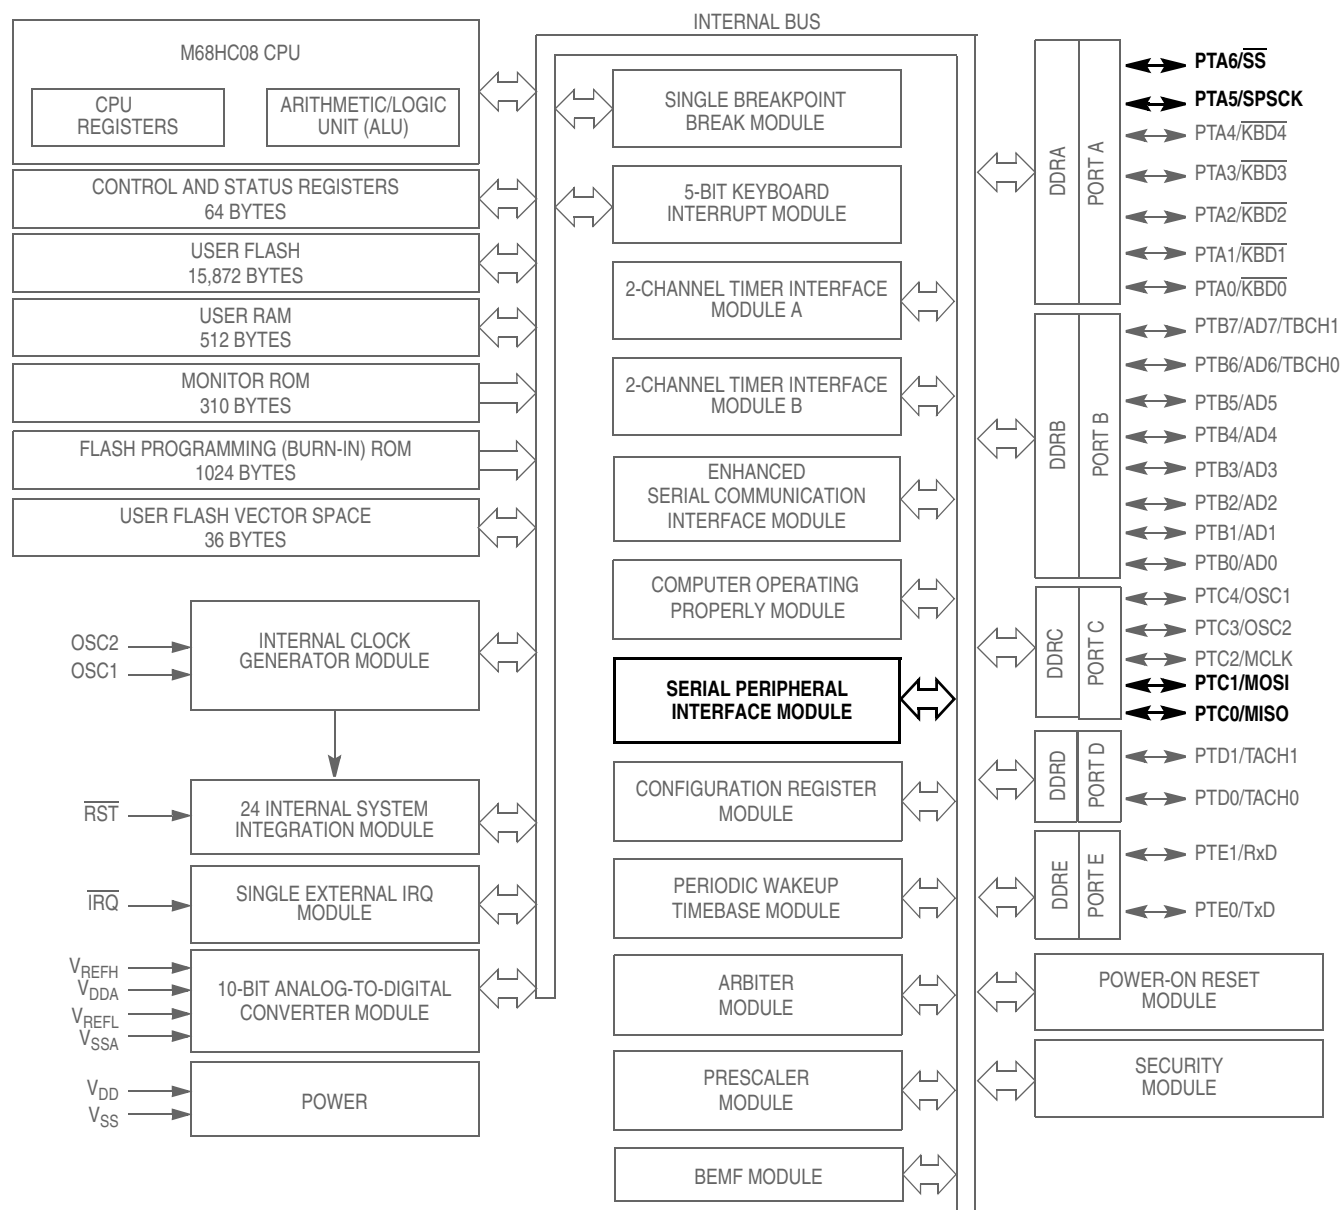 INTERNAL BUS
M68HC08 CPU
CPU
REGISTERS
ARITHMETIC/LOGIC
UNIT (ALU)
CONTROL AND STATUS REGISTERS
64 BYTES
USER FLASH
15,872 BYTES
USER RAM
512 BYTES
MONITOR ROM
310 BYTES
FLASH PROGRAMMING (BURN-IN) ROM
1024 BYTES
USER FLASH VECTOR SPACE
36 BYTES
OSC2
OSC1
INTERNAL CLOCK
GENERATOR MODULE
RST
24 INTERNAL SYSTEM
INTEGRATION MODULE
IRQ
SINGLE EXTERNAL IRQ
MODULE
VREFH
VDDA
VREFL
VSSA
10-BIT ANALOG-TO-DIGITAL
CONVERTER MODULE
VDD
VSS
POWER
SINGLE BREAKPOINT
BREAK MODULE
5-BIT KEYBOARD
INTERRUPT MODULE
2-CHANNEL TIMER INTERFACE
MODULE A
2-CHANNEL TIMER INTERFACE
MODULE B
ENHANCED
SERIAL COMMUNICATION
INTERFACE MODULE
COMPUTER OPERATING
PROPERLY MODULE
SERIAL PERIPHERAL
INTERFACE MODULE
CONFIGURATION REGISTER
MODULE
PERIODIC WAKEUP
TIMEBASE MODULE
ARBITER
MODULE
PRESCALER
MODULE
BEMF MODULE
DDRA
PORT A
PTA6/SS
PTA5/SPSCK
PTA4/KBD4
PTA3/KBD3
PTA2/KBD2
PTA1/KBD1
PTA0/KBD0
DDRB
PORT B
PTB7/AD7/TBCH1
PTB6/AD6/TBCH0
PTB5/AD5
PTB4/AD4
PTB3/AD3
PTB2/AD2
PTB1/AD1
PTB0/AD0
DDRC
PORT C
PTC4/OSC1
PTC3/OSC2
PTC2/MCLK
PTC1/MOSI
PTC0/MISO
DDRD
PORT D
PTD1/TACH1
PTD0/TACH0
DDRE
PORT E
PTE1/RxD
PTE0/TxD
POWER-ON RESET
MODULE
SECURITY
MODULE